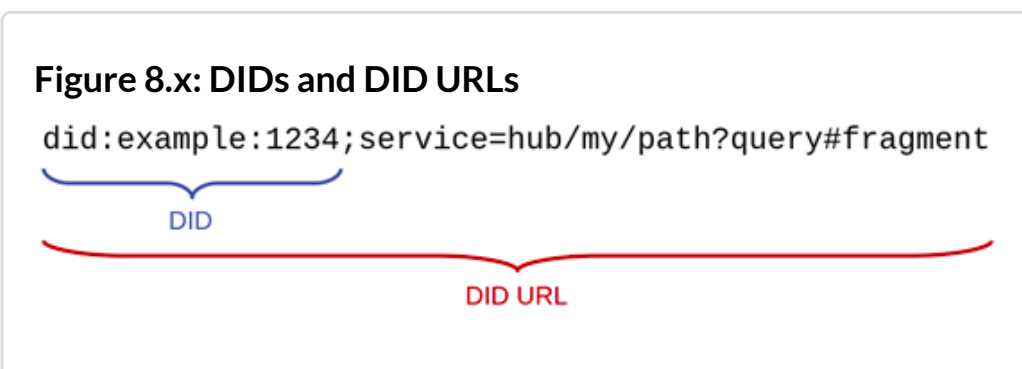 Figure 8.x: DIDs and DID URLs
did:example:1234;service=hub/my/path?query#fragment
DID
DID URL